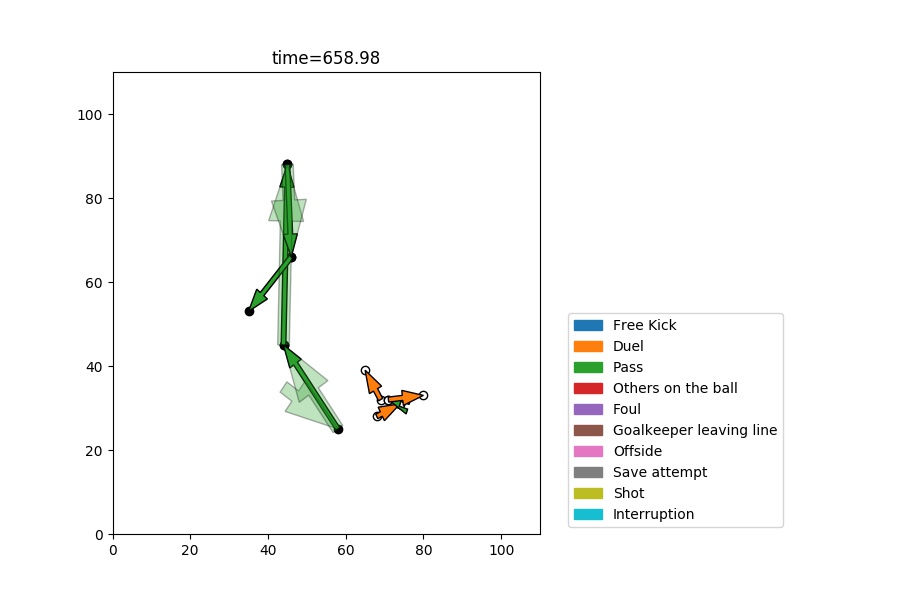 time=658.98
100
80
60
40
20
0
0 20 40 60 80 100
Free Kick
Duel
Pass
Others on the ball
Foul
Goalkeeper leaving line
Offside
Save attempt
Shot
Interruption